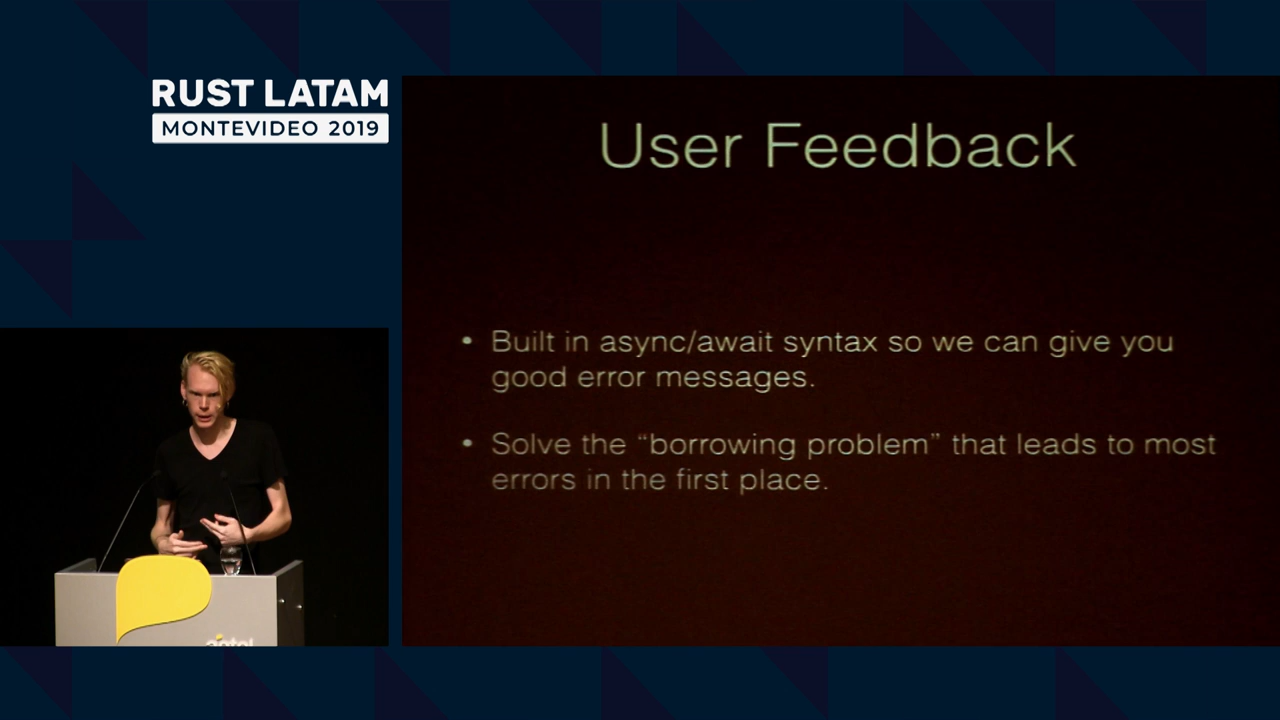 RUST LATAM
MONTEVIDEO 2019
User Feedback
• Built in async/await syntax so we can give you
good error messages.
• Solve the “borrowing problem” that leads to most
errors in the first place.